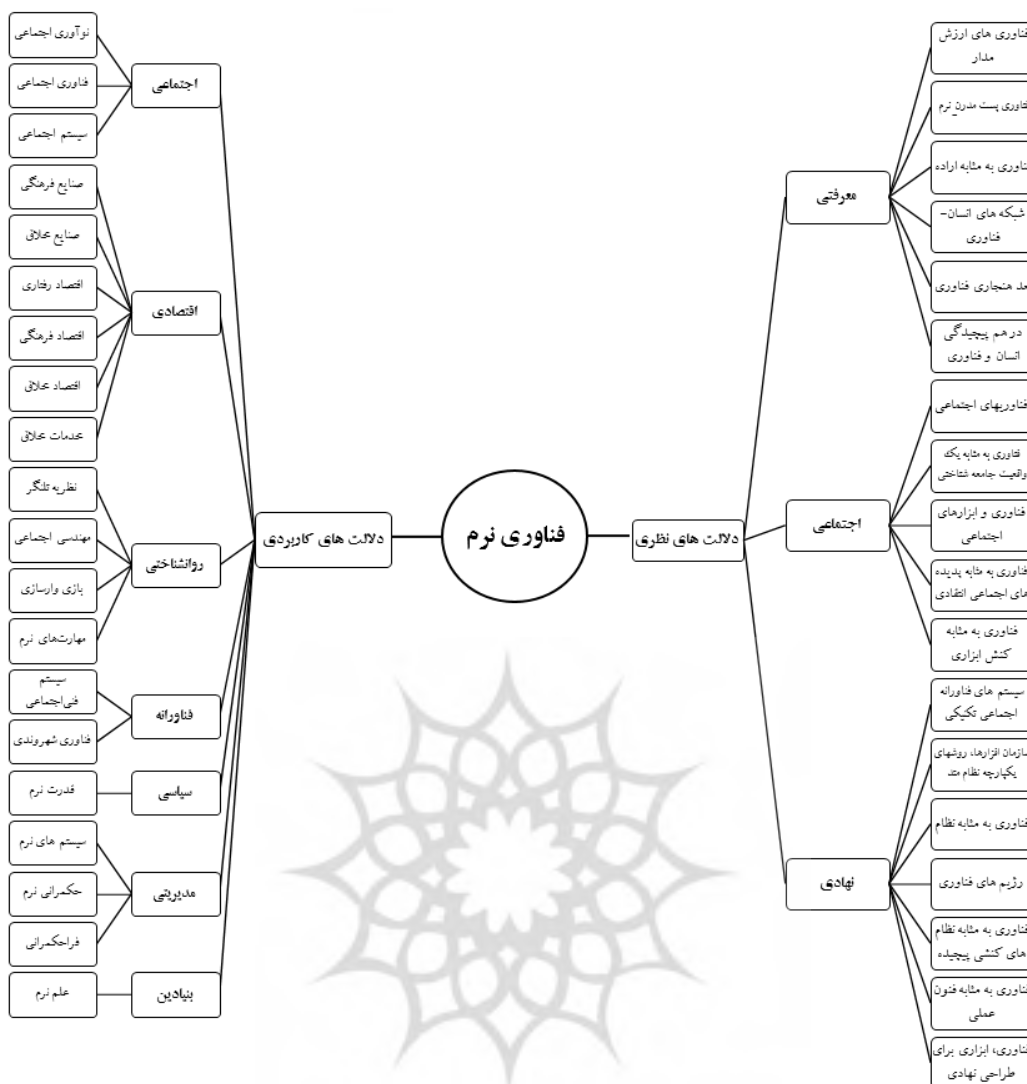 فناوری نرم
دلالت های نظری
معرفتی
فناوری های ارزش
مدار
فناوری پست مدرن نرم
فناوری به مثابه اراده
شبکه های انسان-
فناوری
هنجاری فناوری
در هم پیچیدگی
انسان و فناوری
اجتماعی
فناوریهای اجتماعی
فناوری به مثابه یک
واقعیت جامعه شناختی
فناوری و ابزارهای
اجتماعی
فناوری به مثابه پدیده
های اجتماعی انتقادی
فناوری به مثابه
کنش ابزاری
نهادی
سیستم های فناورانه
اجتماعی تکیکی
سازمان افزارها، روشهای
یکپارچه نظام مند
فناوری به مثابه نظام
رژیم های فناوری
فناوری به مثابه نظام
های کنشی پیچیده
فناوری به مثابه فنون
عملی
فناوری، ابزاری برای
طراحی نهادی
دلالت های کاربردی
اجتماعی
نوآوری اجتماعی
فناوری اجتماعی
سیستم اجتماعی
اقتصادی
صنایع فرهنگی
صنایع خلاق
اقتصاد رفتاری
اقتصاد فرهنگی
اقتصاد خلاق
خدمات خلاق
روانشناختی
نظریه تلنگر
مهندسی اجتماعی
بازی وارسازی
مهارت‌های نرم
فناورانه
سیستم
فنی‌اجتماعی
فناوری شهروندی
سیاسی
قدرت نرم
مدیریتی
سیستم های نرم
حکمرانی نرم
فراحکمرانی
بنیادین
علم نرم